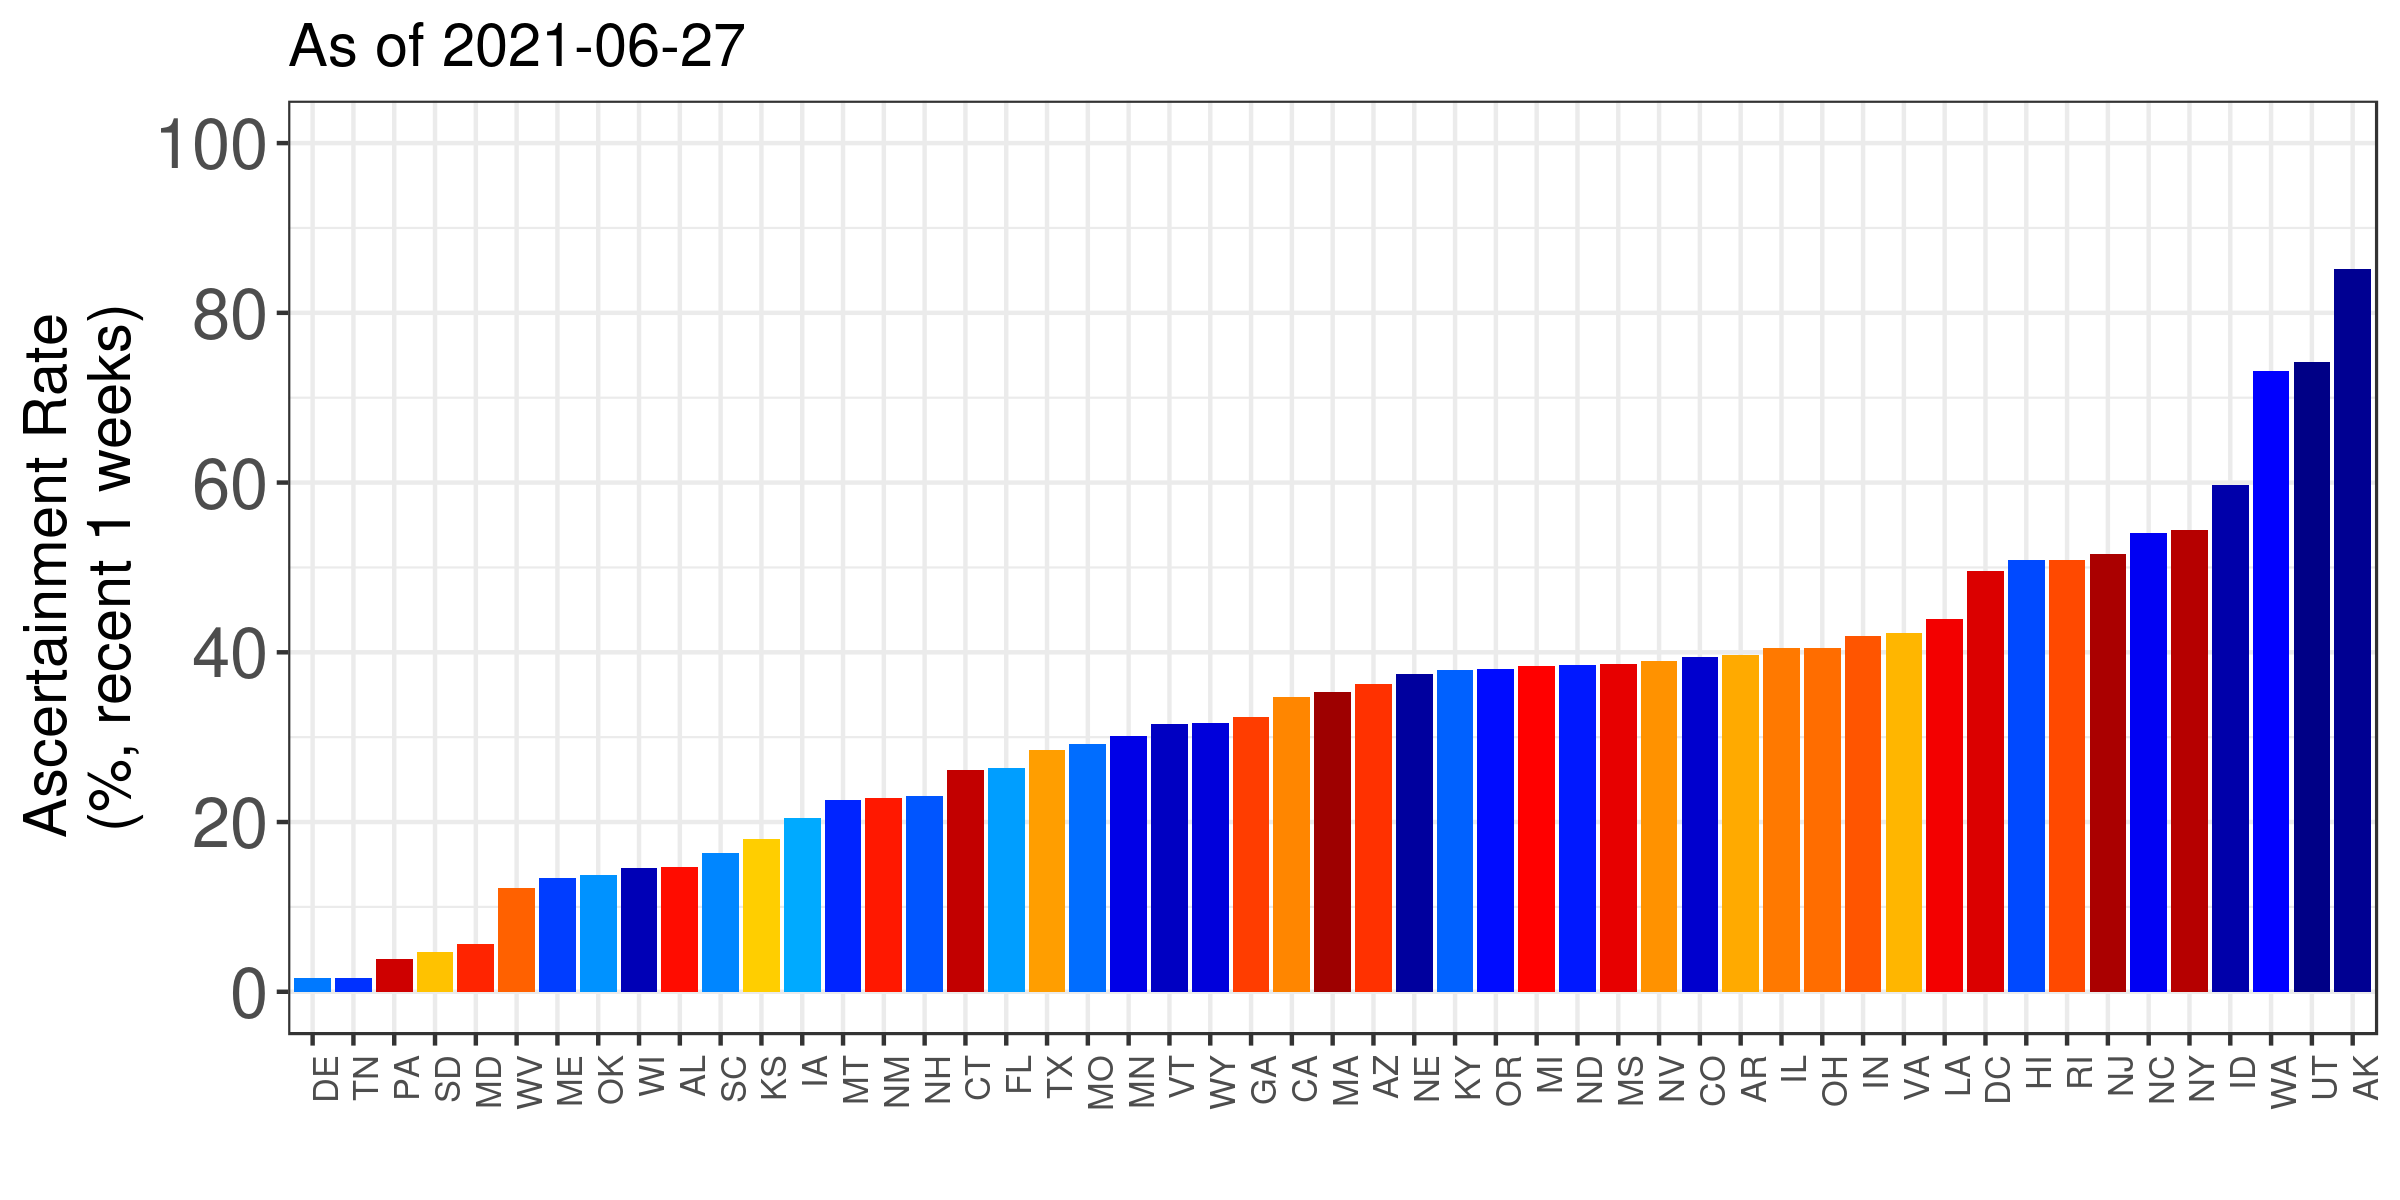 As of 2021-06-27
Ascertainment Rate
(%, recent 1 weeks)
100
80
60
40
20
0
DE TN PA SD MD WV ME OK WI AL SC KS IA MT NM NH CT FL TX MO MN VT WY GA CA MA AZ NE KY OR MI ND MS NV CO AR IL OH IN VA LA DC HI RI NJ NC NY ID WA UT AK